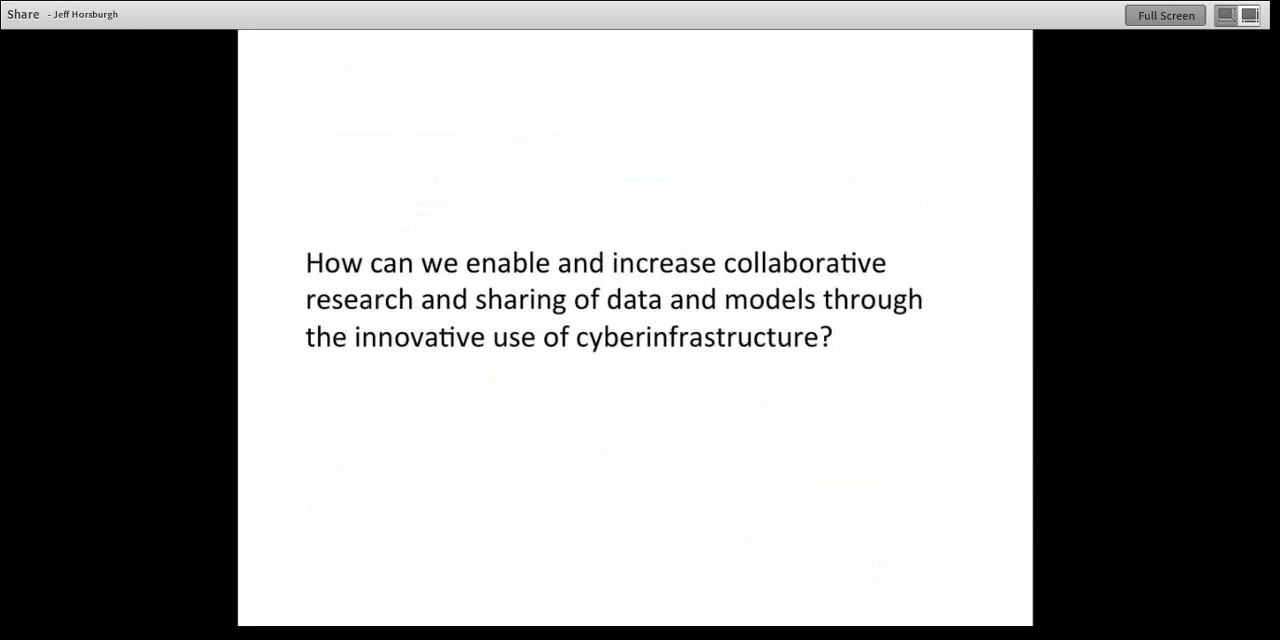 Share - Jeff Horsburgh
Full Screen
How can we enable and increase collaborative
research and sharing of data and models through
the innovative use of cyberinfrastructure?